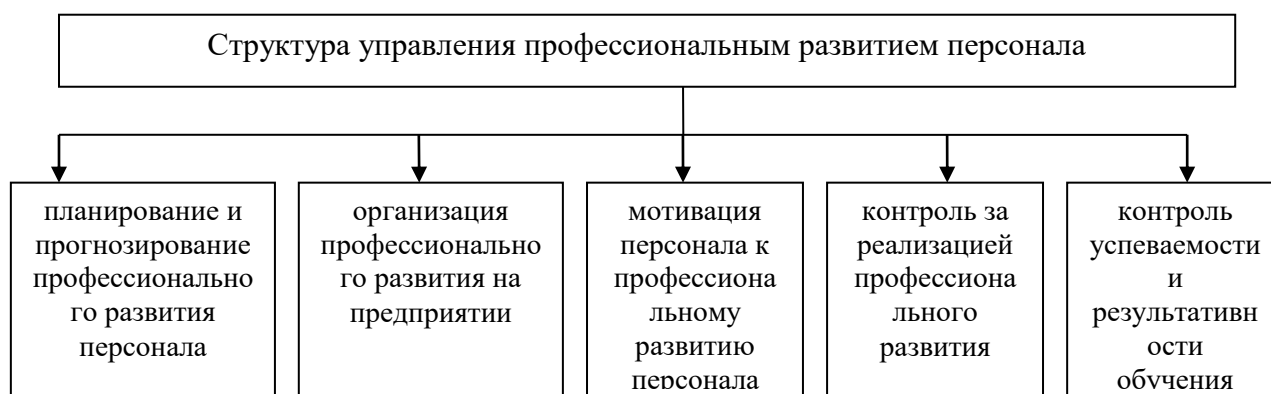 Структура управления профессиональным развитием персонала
планирование и
прогнозирование
профессионально
го развития
персонала
организация
профессионально
го развития на
предприятии
мотивация
персонала к
профессиона
льному
развитию
персонала
контроль за
реализацией
профессиона
льного
развития
контроль
успеваемости
и
результативн
ости
обучения